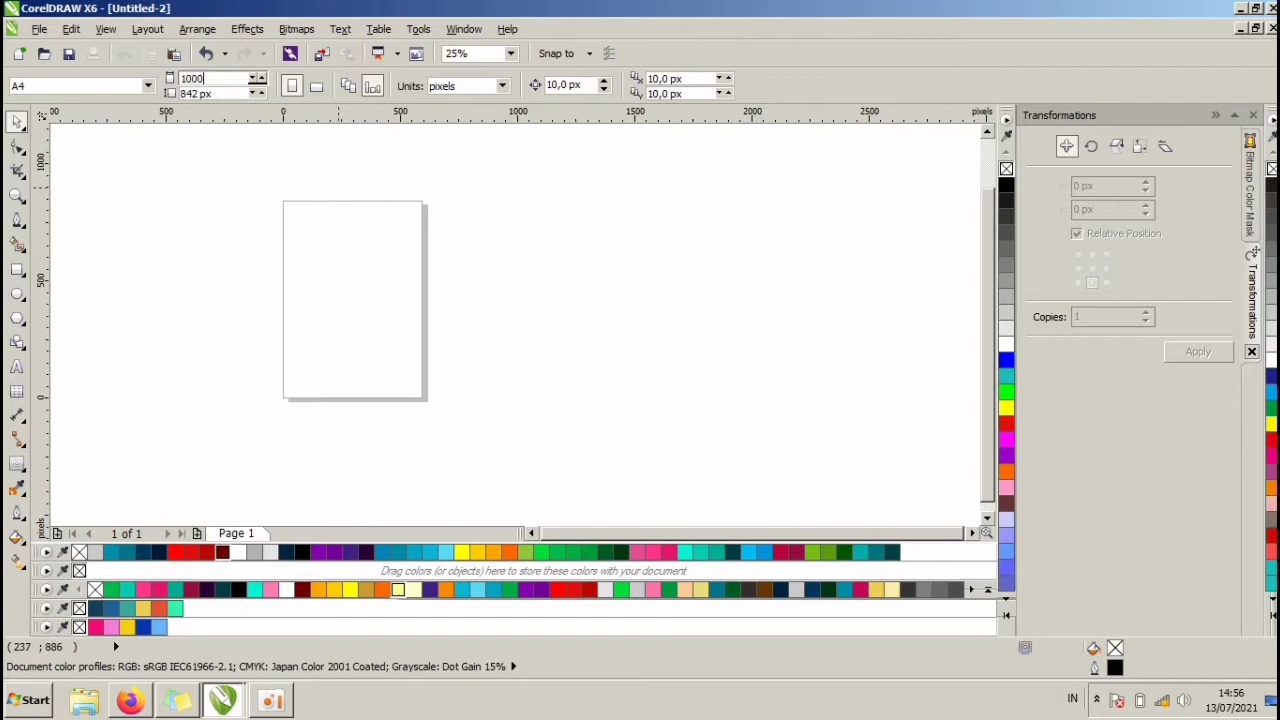 CorelDRAW X6 - [Untitled-2]
File Edit View Layout Arrange Effects Bitmaps Text Table Tools Window Help
25% Snap to
A4 1000 842 px Units: pixels 10,0 px 10,0 px 10,0 px
500 0 500 1000 1500 2000 2500 pixels
1000
500
0
pixels
Transformations
0 px
0 px
Relative Position
Copies: 1
Apply
Bitmap Color Mask
Transformations
1 of 1 Page 1
Drag colors (or objects) here to store these colors with your document
( 237 ; 886 )
Document color profiles: RGB: sRGB IEC61966-2.1; CMYK: Japan Color 2001 Coated; Grayscale: Dot Gain 15%
Start IN 14:56
13/07/2021